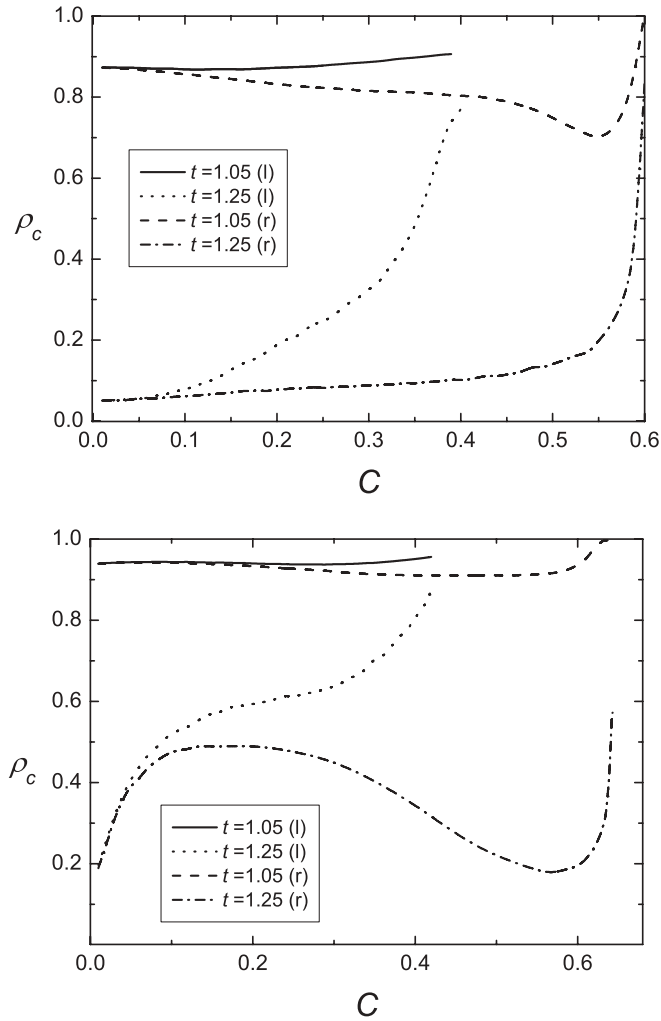 1.0
0.8
0.6
0.4
0.2
0.0
ρc
t =1.05 (l)
t =1.25 (l)
t =1.05 (r)
t =1.25 (r)
0.0 0.1 0.2 0.3 0.4 0.5 0.6
C
1.0
0.8
0.6
0.4
0.2
ρc
t =1.05 (l)
t =1.25 (l)
t =1.05 (r)
t =1.25 (r)
0.0 0.2 0.4 0.6
C